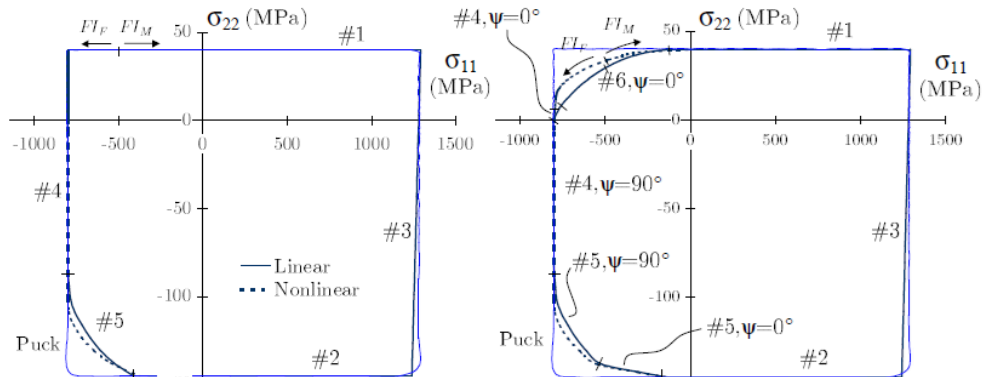 σ22 (MPa)
50
FI_F FI_M
#1
σ11
(MPa)
0
-1000 -500 0 500 1000 1500
#4
-50
#3
-100
Linear
Nonlinear
#5
Puck
#2
#4,ψ=0°
σ22 (MPa)
50
FI_F FI_M
#1
σ11
(MPa)
#6,ψ=0°
0
-1000 -500 0 500 1000 1500
#4,ψ=90°
-50
#3
#5,ψ=90°
-100
#5,ψ=0°
Puck
#2